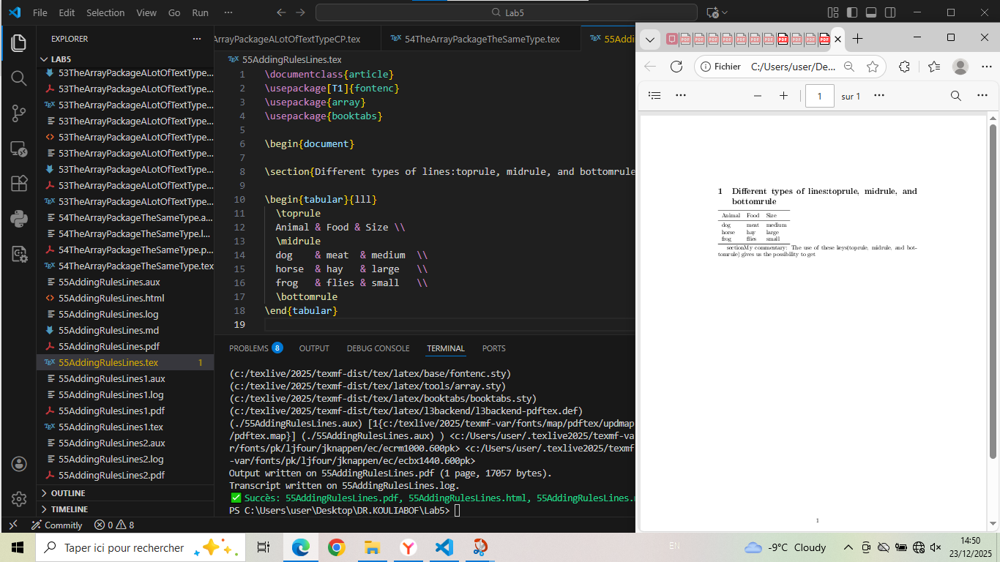 File Edit Selection View Go Run ··· Lab5
EXPLORER ···
LAB5
53TheArrayPackageALotOfTextType...
53TheArrayPackageALotOfTextType...
53TheArrayPackageALotOfTextType...
53TheArrayPackageALotOfTextType...
53TheArrayPackageALotOfTextType...
53TheArrayPackageALotOfTextType...
53TheArrayPackageALotOfTextType...
53TheArrayPackageALotOfTextType...
53TheArrayPackageALotOfTextType...
54TheArrayPackageTheSameType.a...
54TheArrayPackageTheSameType.l...
54TheArrayPackageTheSameType.p...
54TheArrayPackageTheSameType.tex
55AddingRulesLines.aux
55AddingRulesLines.html
55AddingRulesLines.log
55AddingRulesLines.md
55AddingRulesLines.pdf
55AddingRulesLines.tex 1
55AddingRulesLines1.aux
55AddingRulesLines1.log
55AddingRulesLines1.pdf
55AddingRulesLines1.tex
55AddingRulesLines2.aux
55AddingRulesLines2.log
55AddingRulesLines2.pdf
OUTLINE
TIMELINE
ArrayPackageALotOfTextTypeCP.tex 54TheArrayPackageTheSameType.tex 55Addin
55AddingRulesLines.tex
1 \documentclass{article}
2 \usepackage[T1]{fontenc}
3 \usepackage{array}
4 \usepackage{booktabs}
5
6 \begin{document}
7
8 \section{Different types of lines:toprule, midrule, and bottomrule
9
10 \begin{tabular}{lll}
11 \toprule
12 Animal & Food & Size \\
13 \midrule
14 dog & meat & medium \\
15 horse & hay & large \\
16 frog & flies & small \\
17 \bottomrule
18 \end{tabular}
19
PROBLEMS 8 OUTPUT DEBUG CONSOLE TERMINAL PORTS
(c:/texlive/2025/texmf-dist/tex/latex/base/fontenc.sty)
(c:/texlive/2025/texmf-dist/tex/latex/tools/array.sty)
(c:/texlive/2025/texmf-dist/tex/latex/booktabs/booktabs.sty)
(c:/texlive/2025/texmf-dist/tex/latex/l3backend/l3backend-pdftex.def)
(./55AddingRulesLines.aux) [1{c:/texlive/2025/texmf-var/fonts/map/pdftex/updmap
/pdftex.map}] (./55AddingRulesLines.aux) ) <c:/Users/user/.texlive2025/texmf-va
r/fonts/pk/ljfour/jknappen/ec/ecrm1000.600pk> <c:/Users/user/.texlive2025/texmf
-var/fonts/pk/ljfour/jknappen/ec/ecbx1440.600pk>
Output written on 55AddingRulesLines.pdf (1 page, 17057 bytes).
Transcript written on 55AddingRulesLines.log.
✅ Succès: 55AddingRulesLines.pdf, 55AddingRulesLines.html, 55AddingRulesLines.
PS C:\Users\user\Desktop\DR.KOULIABOF\Lab5>
Commitly 0 8
Fichier C:/Users/user/De...
1 sur 1
1 Different types of lines:toprule, midrule, and
bottomrule
Animal Food Size
dog meat medium
horse hay large
frog flies small
sectionMy commentary: The use of these keys(toprule, midrule, and bot-
tomrule) gives us the possibility to get
1
Taper ici pour rechercher
EN
-9°C Cloudy
14:50
23/12/2025